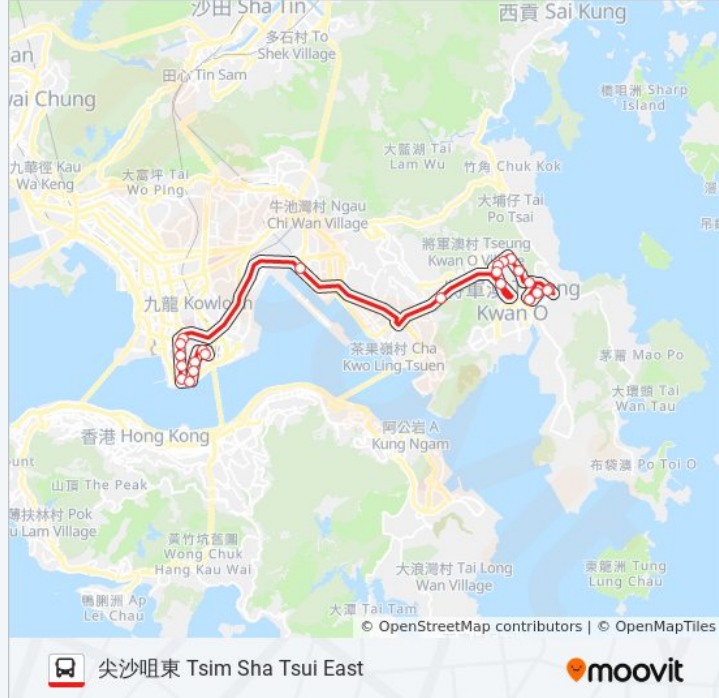 沙田 Sha Tin
西貢 Sai Kung
多石村 To
Shek Village
an
田心 Tin Sam
wai Chung
橋咀洲 Sharp
Island
大藍湖 Tai
Lam Wu
竹角 Chuk Kok
九華徑 Kau
Wa Keng
大富坪 Tai
Wo Ping
大埔仔 Tai
Po Tsai
牛池灣村 Ngau
Chi Wan Village
將軍澳村 Tseung
Kwan O Village
九龍 Kowloon
Kwan O
茶果嶺村 Cha
Kwo Ling Tsuen
茅莆 Mao Po
大環頭 Tai
Wan Tau
香港 Hong Kong
阿公岩 A
Kung Ngam
布袋澳 Po Toi O
ount
山頂 The Peak
薄扶林村 Pok
u Lam Village
黃竹坑舊圍
Wong Chuk
Hang Kau Wai
大浪灣村 Tai Long
Wan Village
東龍洲 Tung
Lung Chau
鴨脷洲 Ap
Lei Chau
大潭 Tai Tam
© OpenStreetMap contributors | © OpenMapTiles
尖沙咀東 Tsim Sha Tsui East
moovit